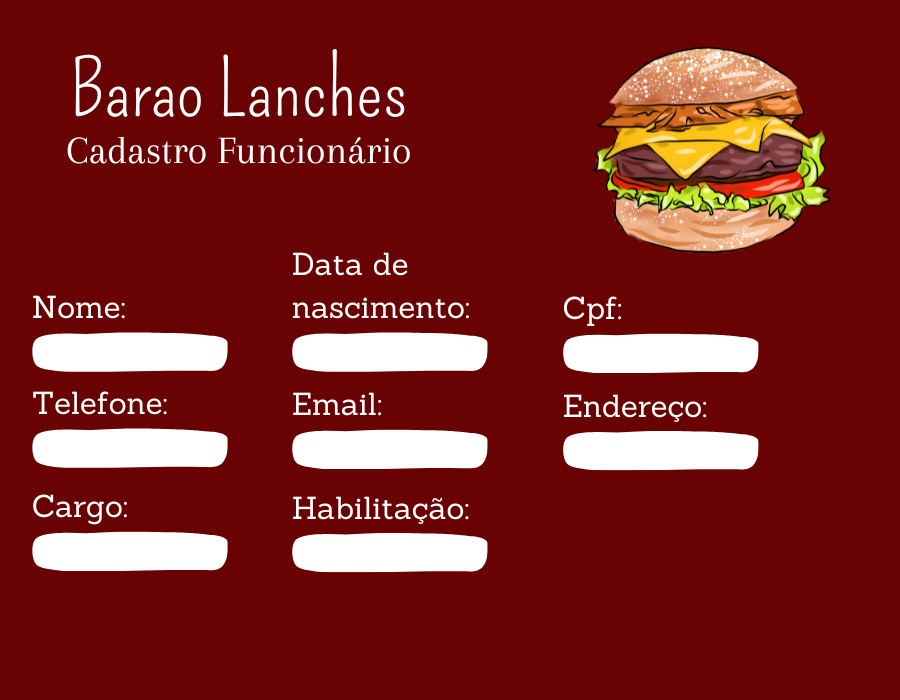 Barao Lanches
Cadastro Funcionário
Nome:
Data de
nascimento:
Cpf:
Telefone:
Email:
Endereço:
Cargo:
Habilitação: